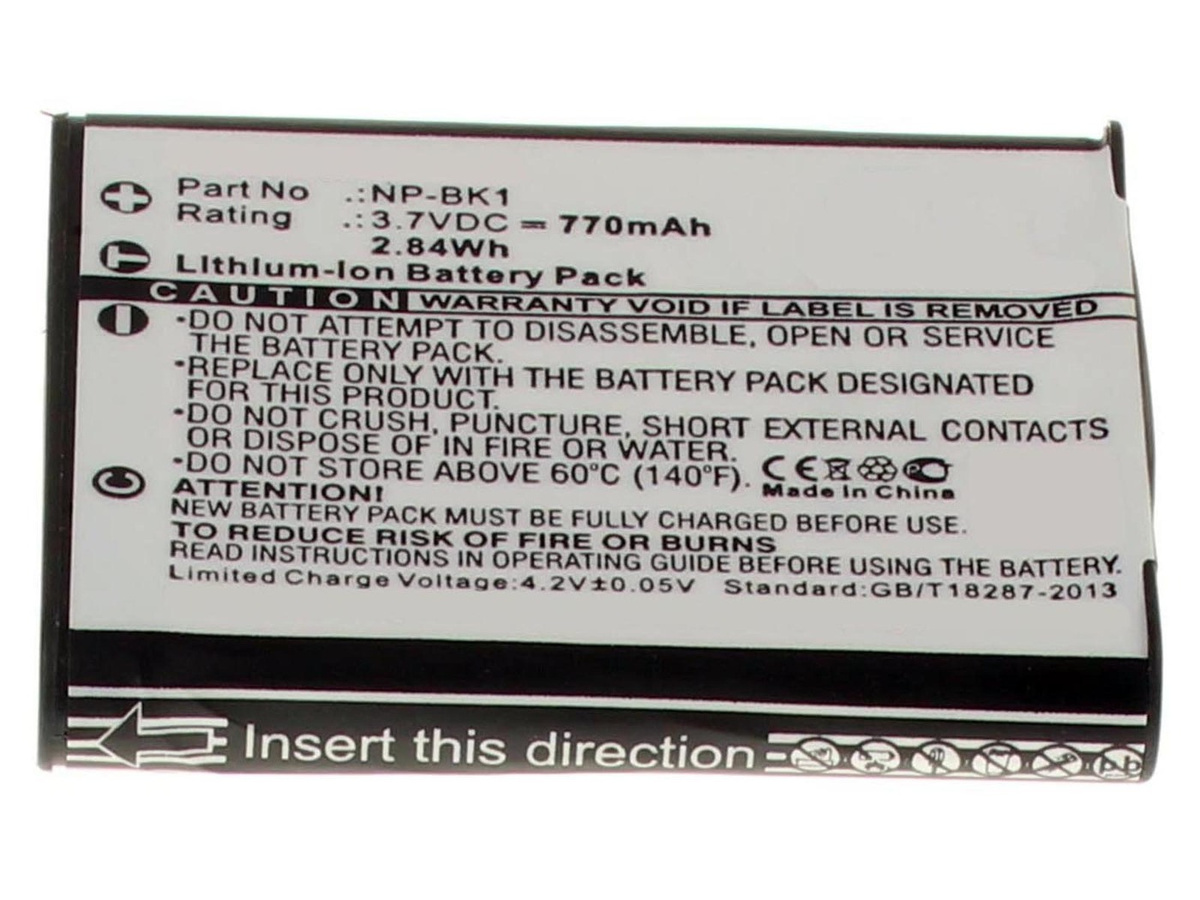 Part No .: NP-BK1
Rating .: 3.7VDC = 770mAh
2.84Wh
Lithium-Ion Battery Pack
CAUTION WARRANTY VOID IF LABEL IS REMOVED
•DO NOT ATTEMPT TO DISASSEMBLE, OPEN OR SERVICE
THE BATTERY PACK.
•REPLACE ONLY WITH THE BATTERY PACK DESIGNATED
FOR THIS PRODUCT.
•DO NOT CRUSH, PUNCTURE, SHORT EXTERNAL CONTACTS
OR DISPOSE OF IN FIRE OR WATER.
•DO NOT STORE ABOVE 60°C (140°F). CE
Made in China
ATTENTION!
NEW BATTERY PACK MUST BE FULLY CHARGED BEFORE USE.
TO REDUCE RISK OF FIRE OR BURNS
READ INSTRUCTIONS IN OPERATING GUIDE BEFORE USING THE BATTERY.
Limited Charge Voltage:4.2V±0.05V Standard:GB/T18287-2013
+
T
C
Insert this direction